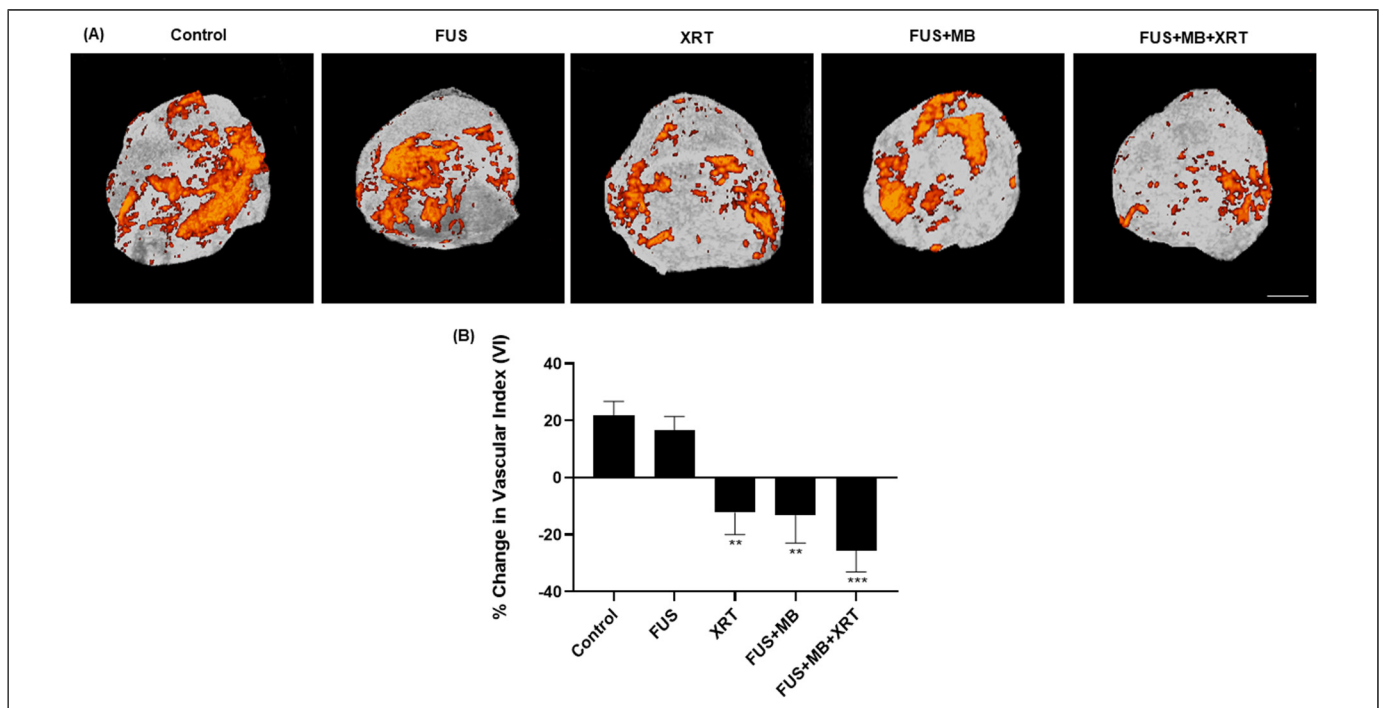 (A)
Control
FUS
XRT
FUS+MB
FUS+MB+XRT
(B)
% Change in Vascular Index (VI)
40
20
0
-20
-40
**
**
***
Control
FUS
XRT
FUS+MB
FUS+MB+XRT